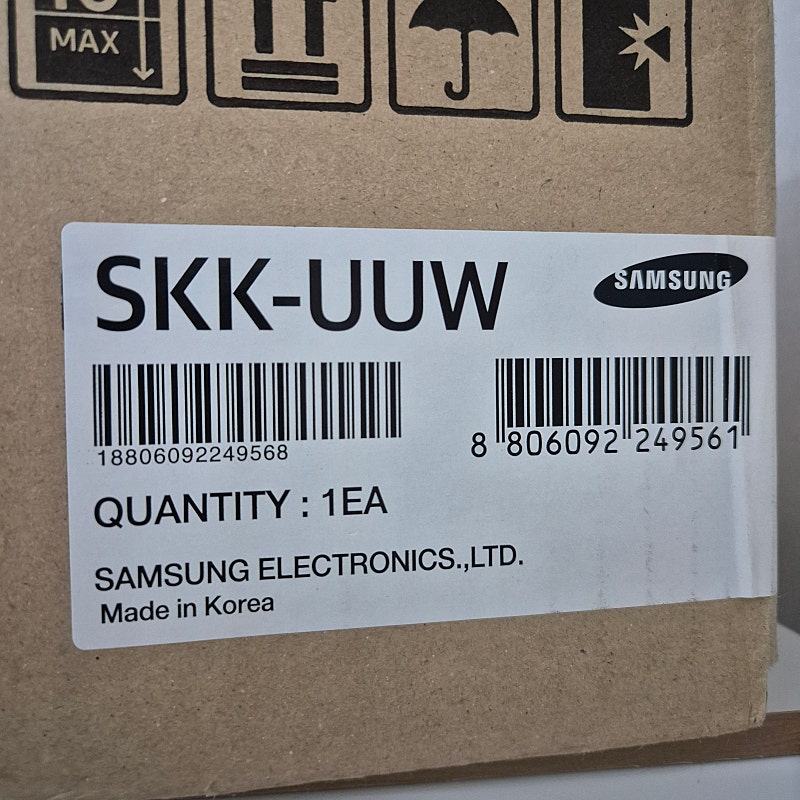 MAX
SKK-UUW
SAMSUNG
18806092249568
8 806092 249561
QUANTITY : 1EA
SAMSUNG ELECTRONICS.,LTD.
Made in Korea